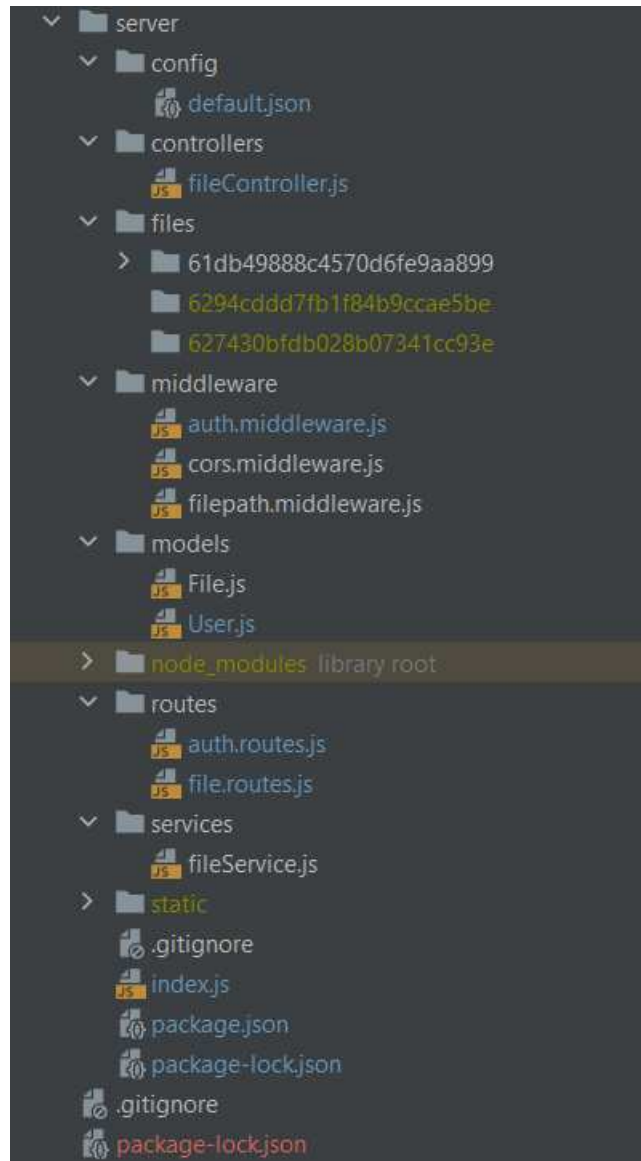 server
config
default.json
controllers
fileController.js
files
61db49888c4570d6fe9aa899
6294cddd7fb1f84b9ccae5be
627430bfdb028b07341cc93e
middleware
auth.middleware.js
cors.middleware.js
filepath.middleware.js
models
File.js
User.js
node_modules library root
routes
auth.routes.js
file.routes.js
services
fileService.js
static
.gitignore
index.js
package.json
package-lock.json
.gitignore
package-lock.json